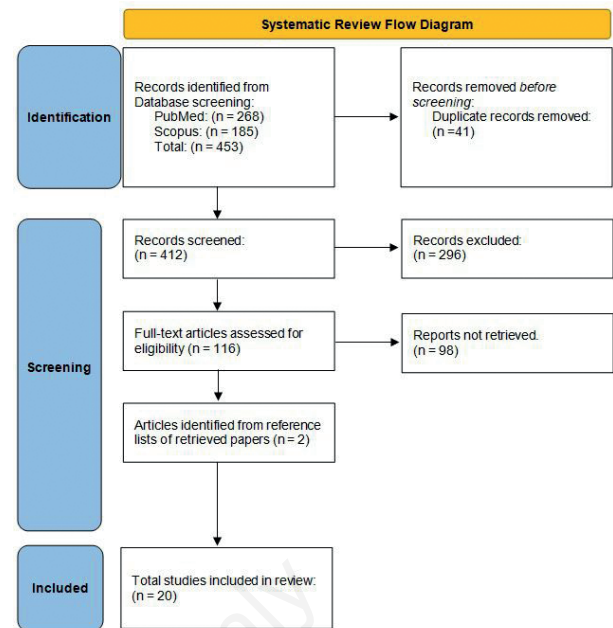 Systematic Review Flow Diagram
Identification
Records identified from
Database screening:
PubMed: (n = 268)
Scopus: (n = 185)
Total: (n = 453)
Records removed before
screening:
Duplicate records removed:
(n =41)
Screening
Records screened:
(n = 412)
Records excluded:
(n = 296)
Full-text articles assessed for
eligibility (n = 116)
Reports not retrieved.
(n = 98)
Articles identified from reference
lists of retrieved papers (n = 2)
Included
Total studies included in review:
(n = 20)